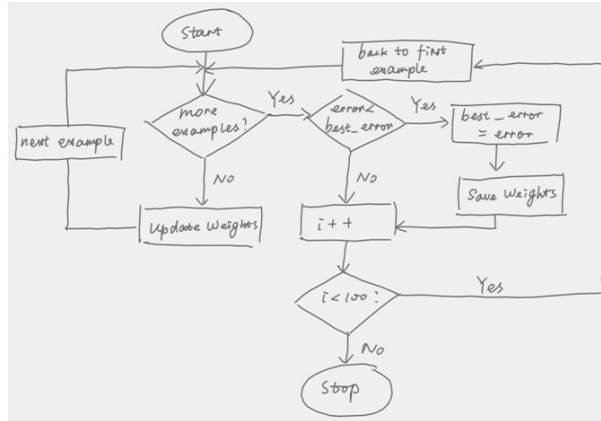 Start
back to first
example
more
examples?
Yes
error<
best_error
Yes
best_error
= error
next example
No
No
Update Weights
i++
Save Weights
i<100?
Yes
No
Stop